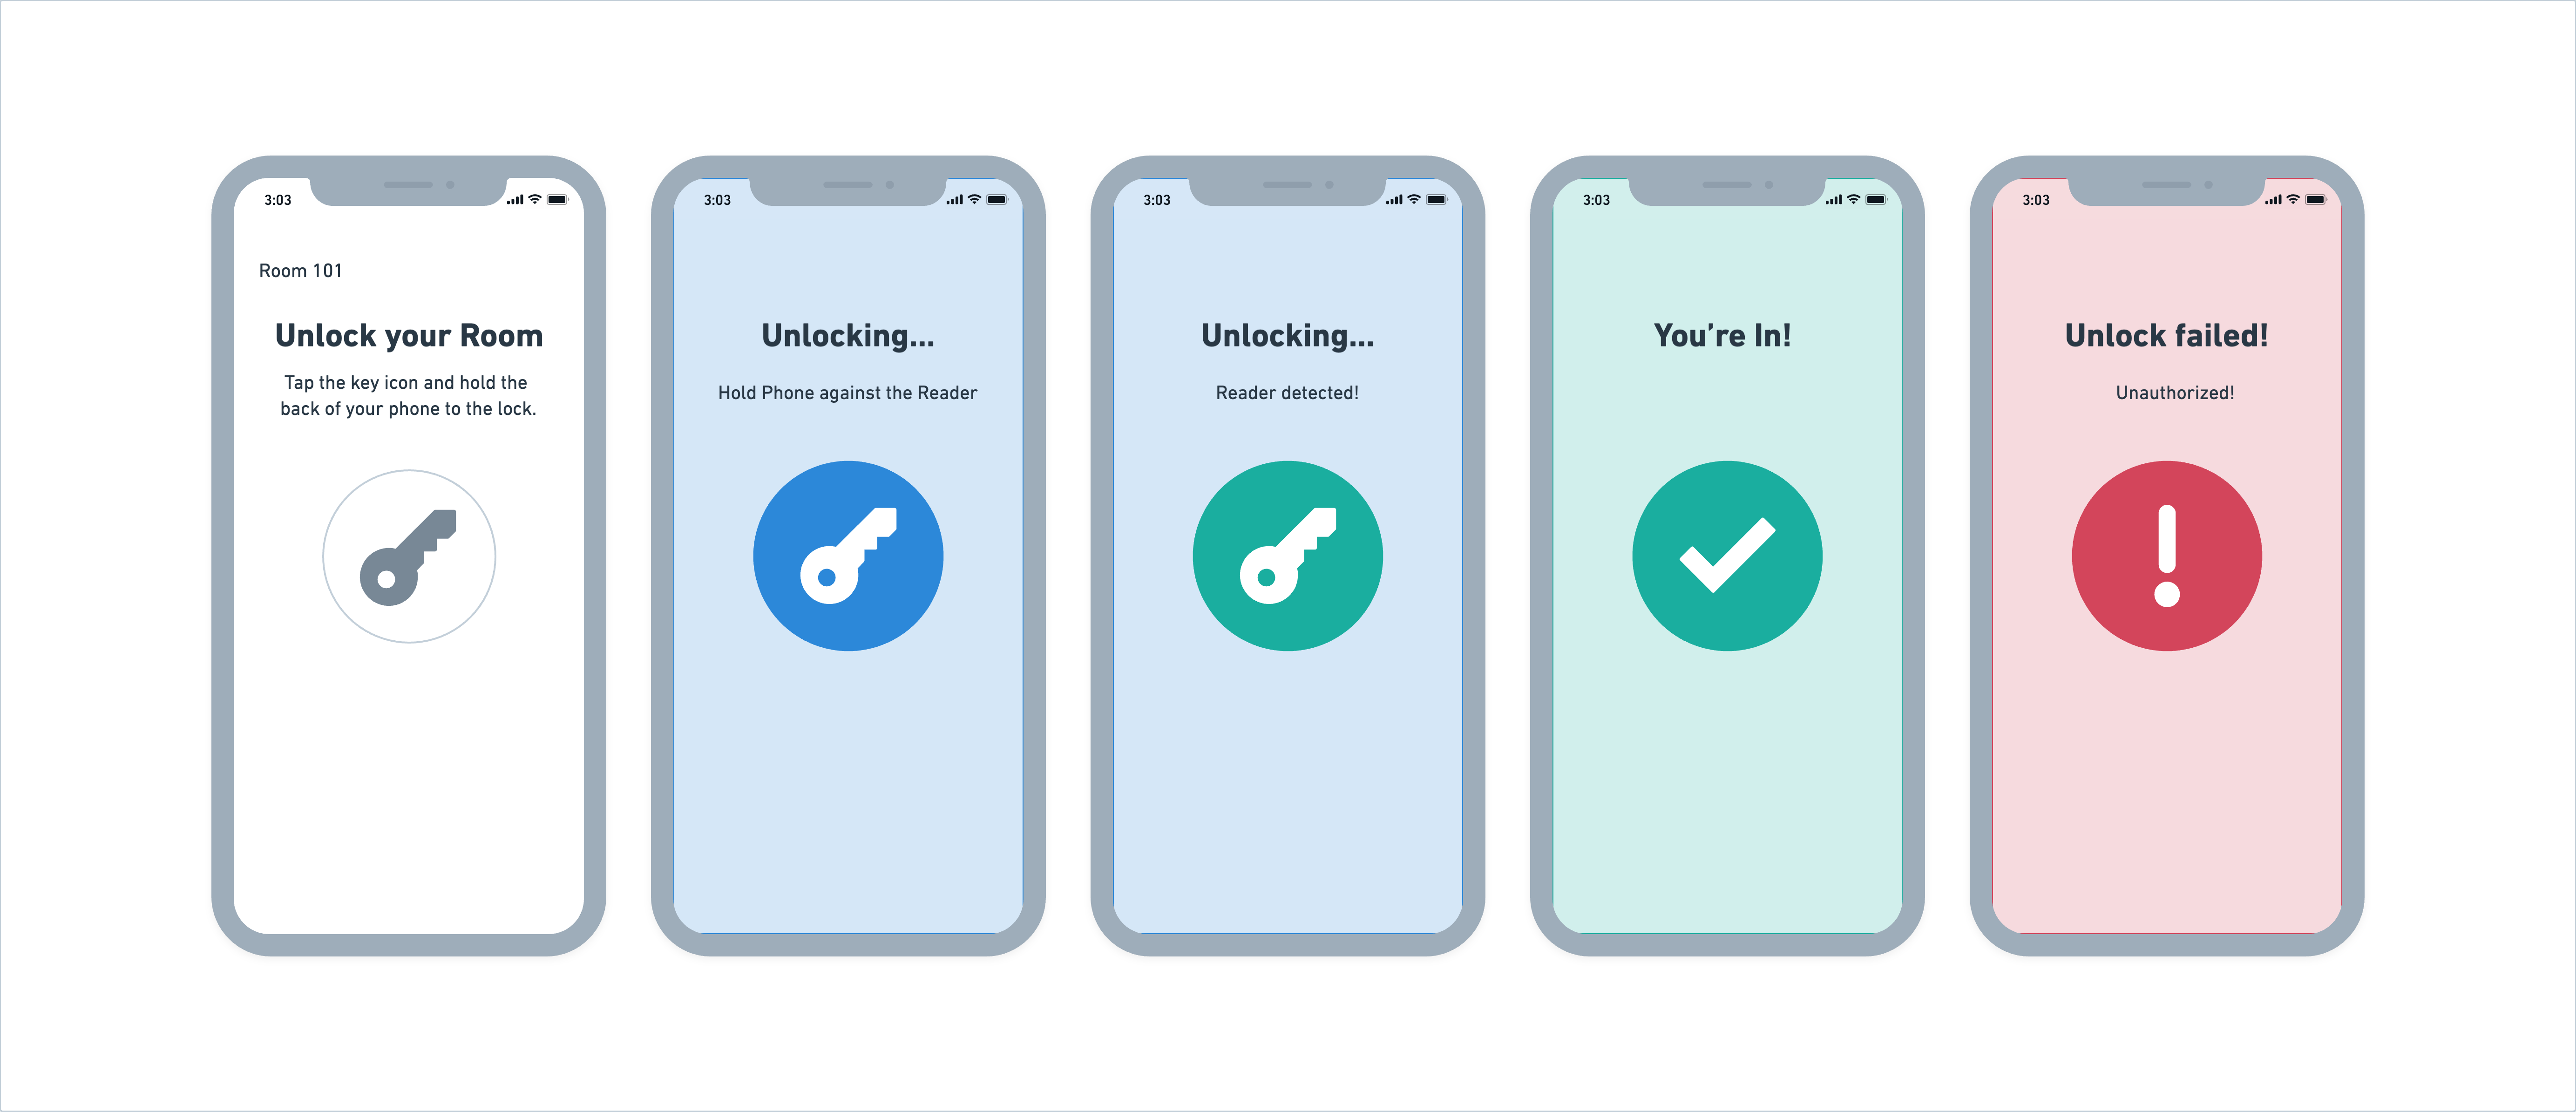 3:03
Room 101
Unlock your Room
Tap the key icon and hold the
back of your phone to the lock.
3:03
Unlocking...
Hold Phone against the Reader
3:03
Unlocking...
Reader detected!
3:03
You’re In!
3:03
Unlock failed!
Unauthorized!